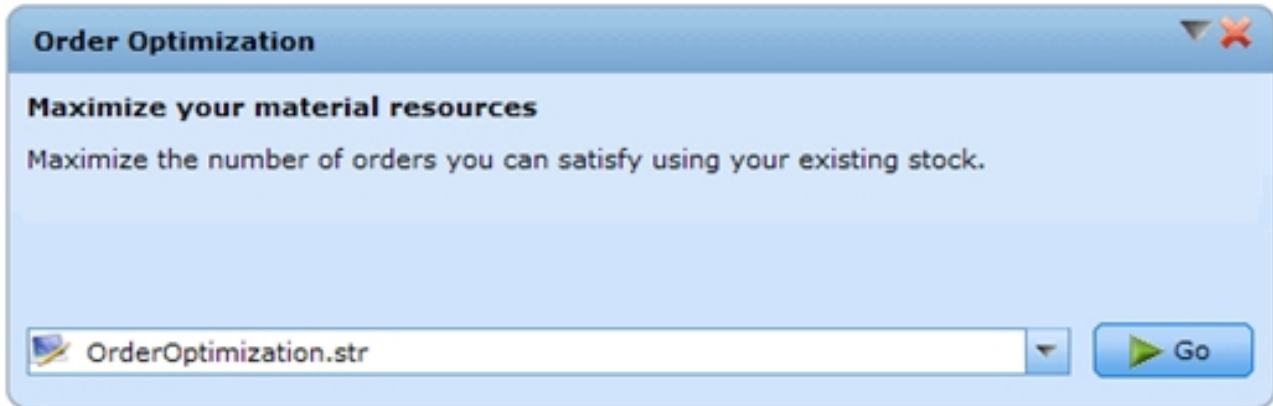 Order Optimization
Maximize your material resources
Maximize the number of orders you can satisfy using your existing stock.
OrderOptimization.str
Go